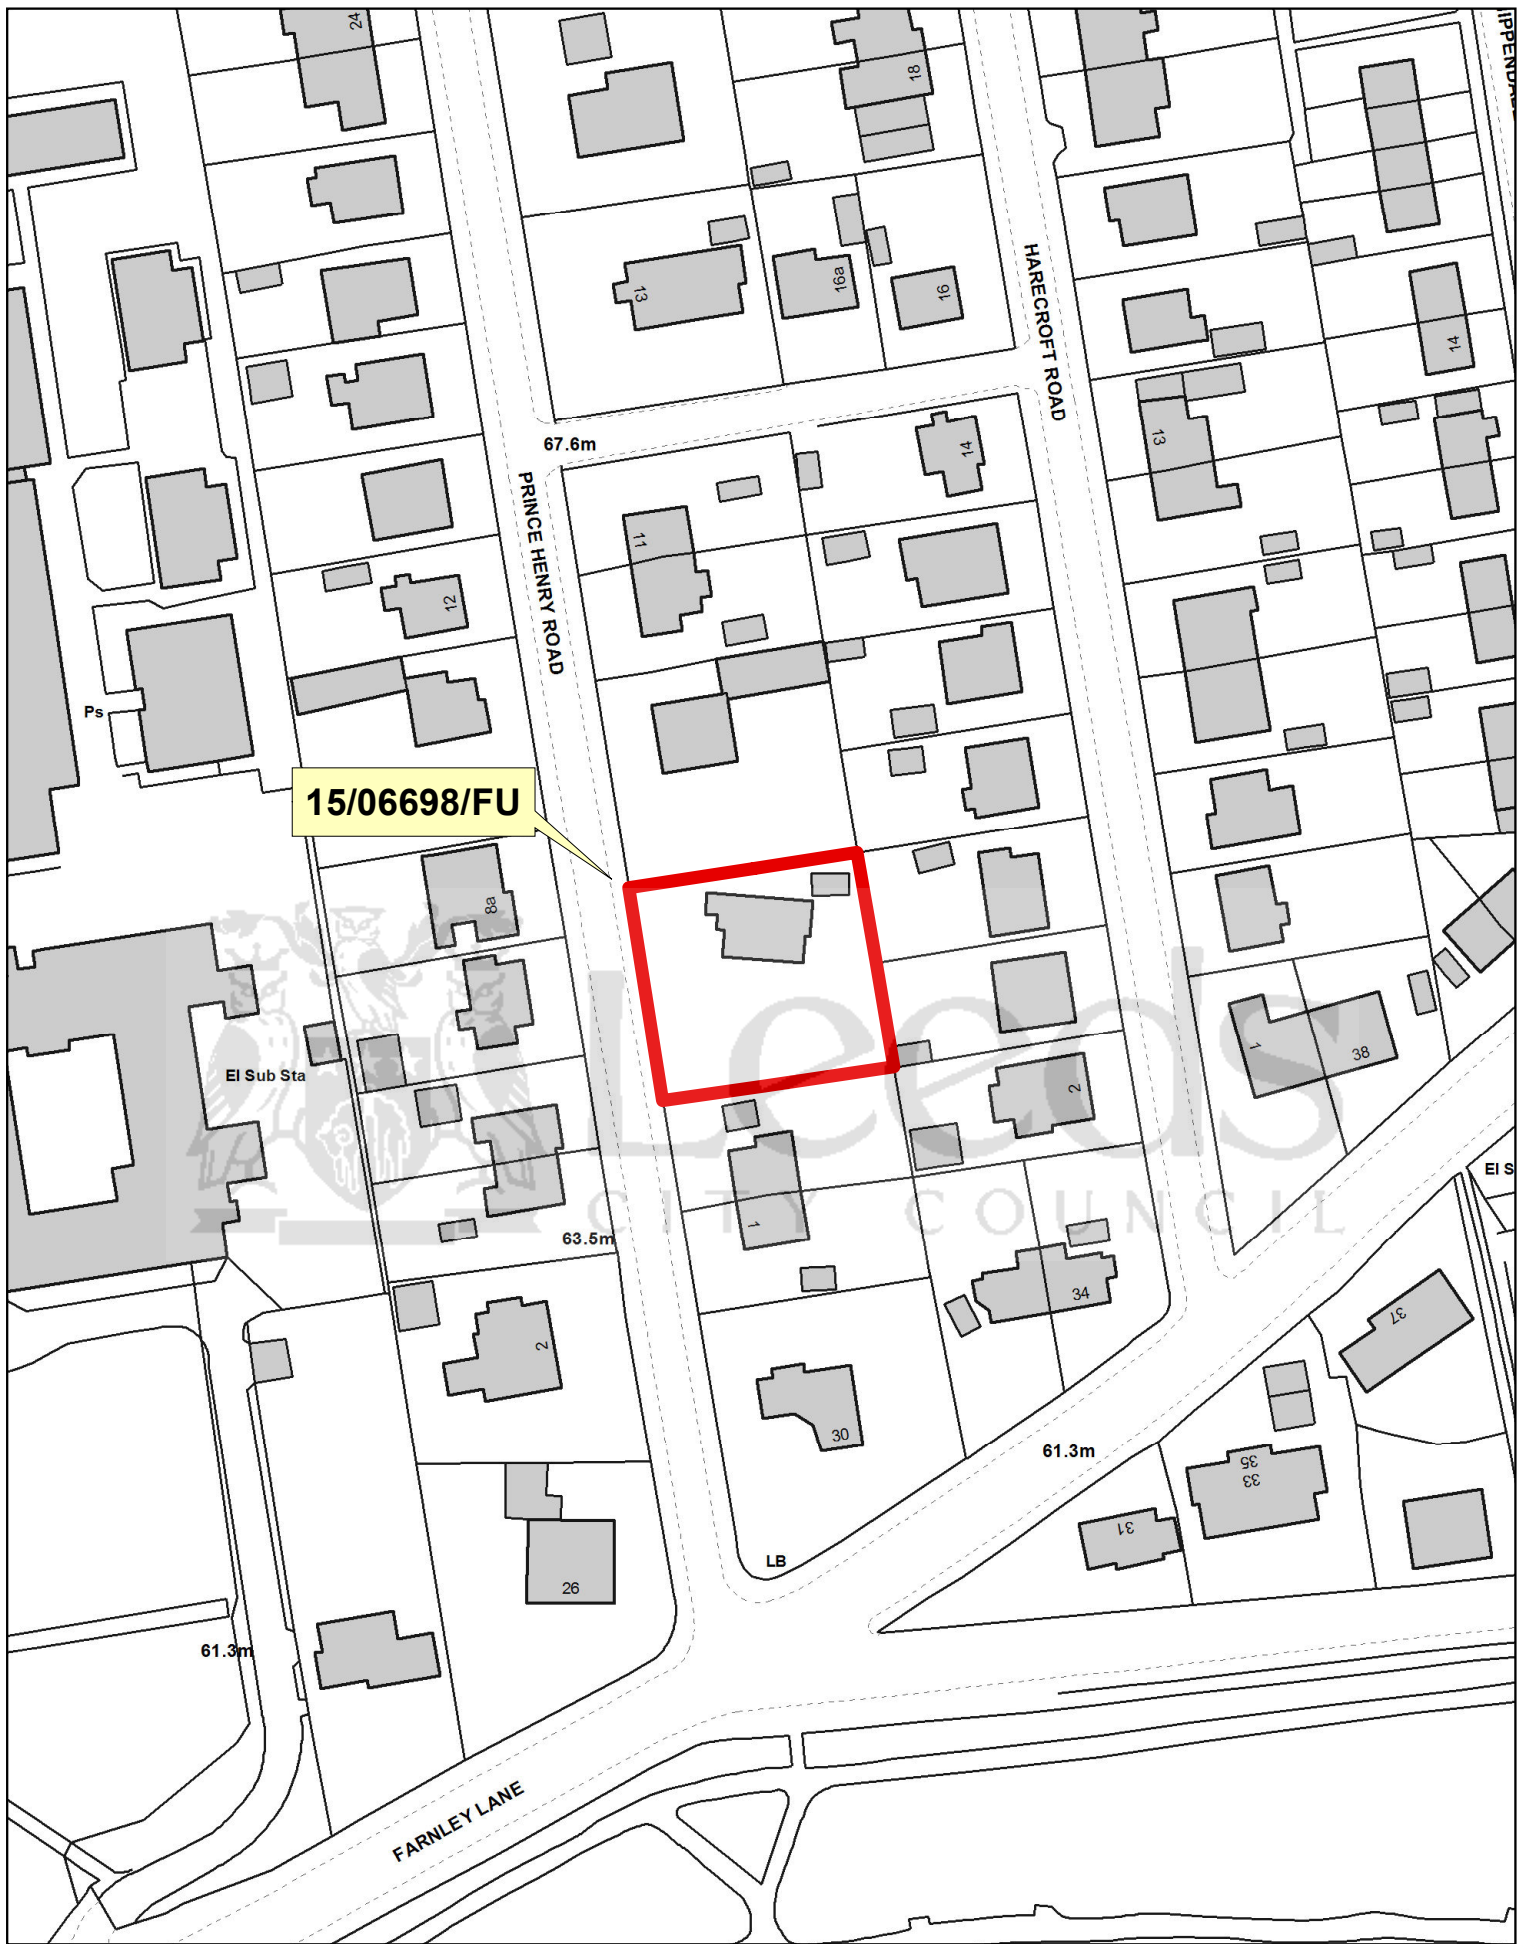 24
18
IPPENDA
13
16a
16
HARECROFT ROAD
14
67.6m
14
13
PRINCE HENRY ROAD
11
12
Ps
15/06698/FU
8a
Leeds
CITY COUNCIL
El Sub Sta
2
1
38
El S
63.5m
1
34
37
2
30
61.3m
35
33
31
LB
26
61.3m
FARNLEY LANE